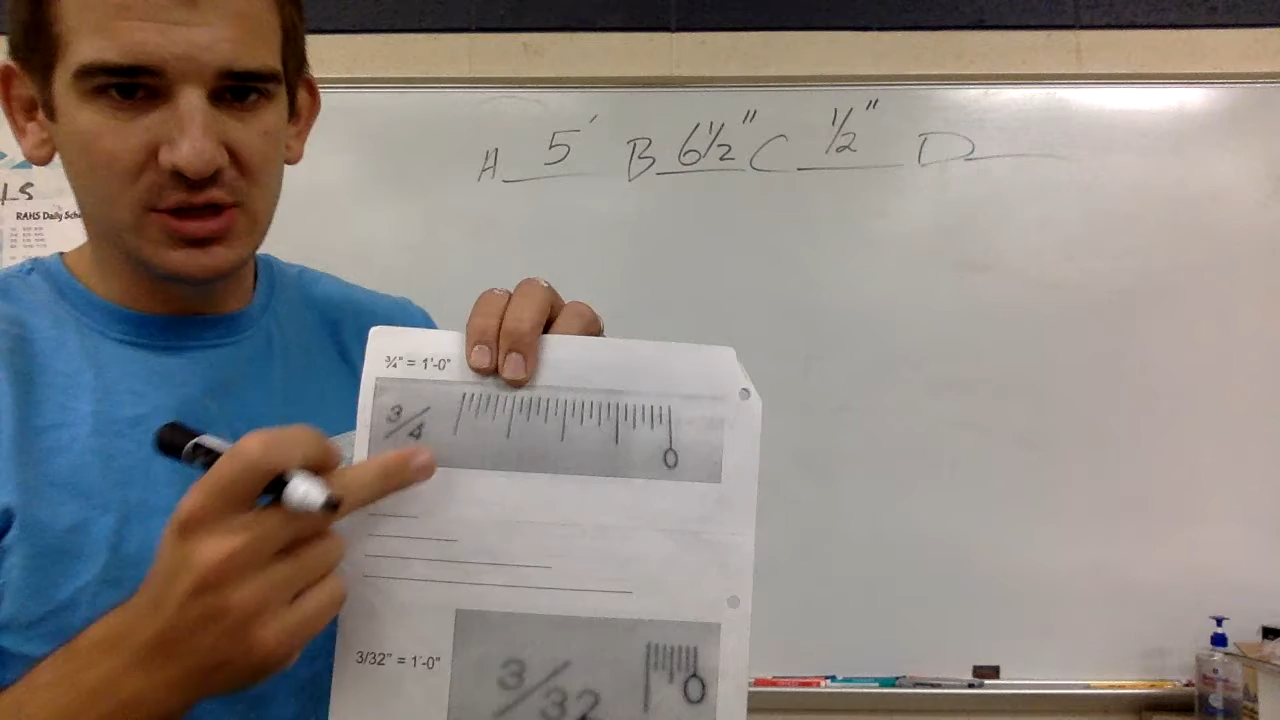 A 5' B 6½" C ½" D
LS
RAHS Daily Sche
¾" = 1'-0"
3/4
0
3/32" = 1'-0"
3/32
0